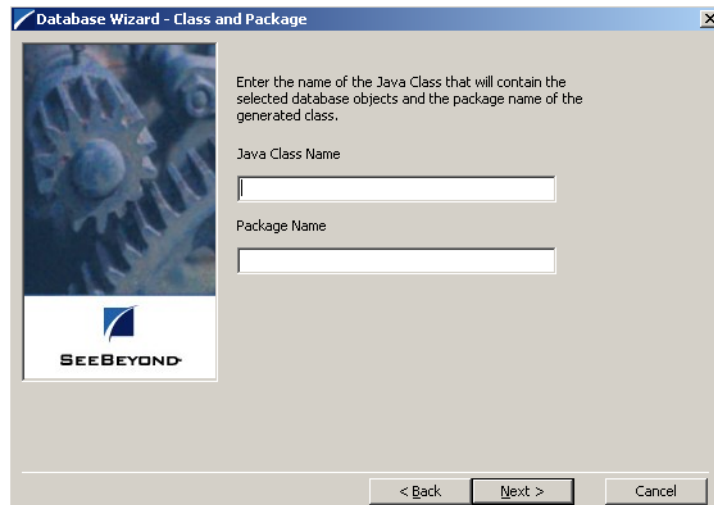 Database Wizard - Class and Package
Enter the name of the Java Class that will contain the
selected database objects and the package name of the
generated class.
Java Class Name
Package Name
SEEBEYOND
< Back
Next >
Cancel